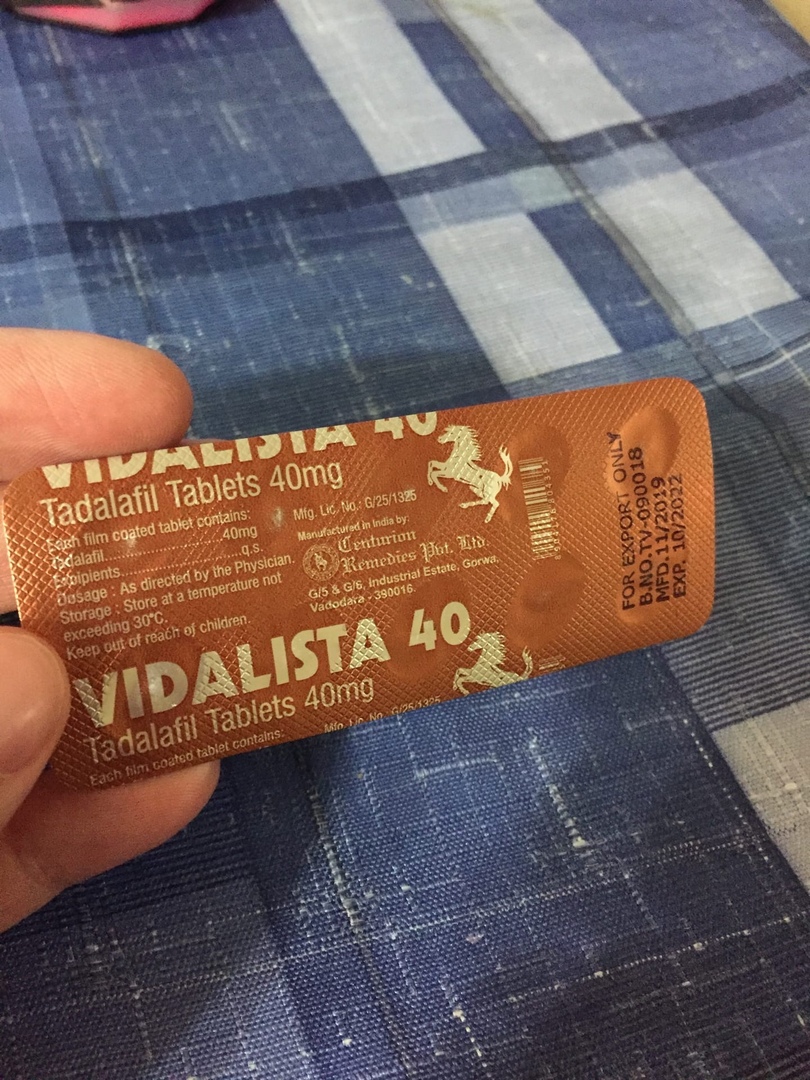 VIDALISTA 40
Tadalafil Tablets 40mg
Each film coated tablet contains:
Tadalafil..............................40mg
Excipients..............................q.s.
Dosage : As directed by the Physician.
Storage : Store at a temperature not
exceeding 30°C.
Keep out of reach of children.
Mfg. Lic. No.: G/25/1325
Manufactured in India by:
Centurion
Remedies Pvt. Ltd.
G/5 & G/6, Industrial Estate, Gorwa,
Vadodara - 390016.
FOR EXPORT ONLY
B.NO.TV-090018
MFD.11/2019
EXP. 10/2022
VIDALISTA 40
Tadalafil Tablets 40mg
Each film coated tablet contains:
Mfg. Lic. No.: G/25/1325